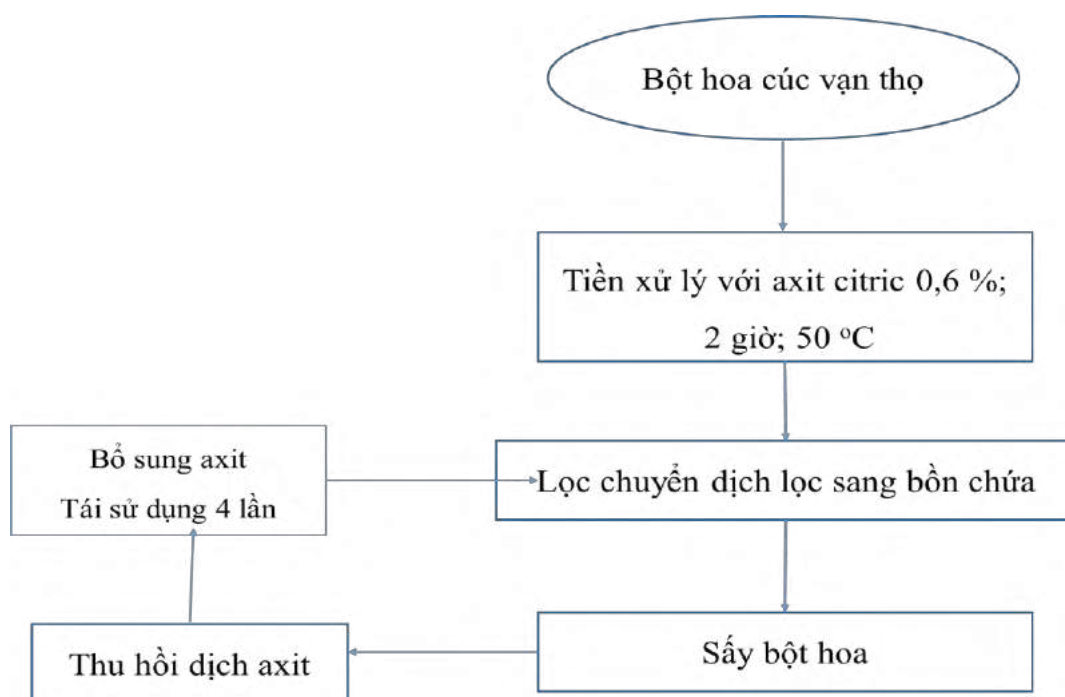 Bột hoa cúc vạn thọ
Tiền xử lý với axit citric 0,6 %;
2 giờ; 50 ºC
Bổ sung axit
Tái sử dụng 4 lần
Lọc chuyển dịch lọc sang bồn chứa
Thu hồi dịch axit
Sấy bột hoa